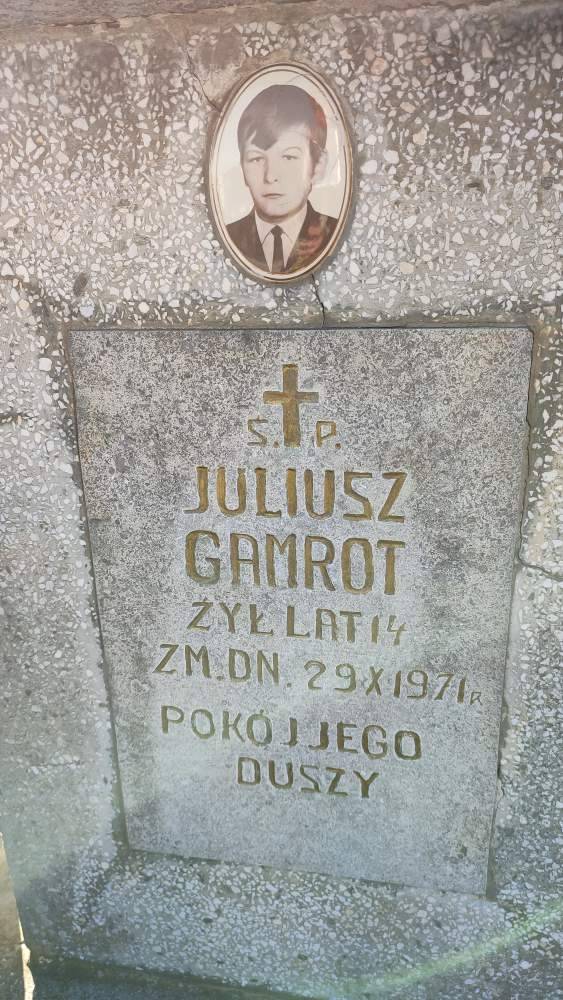 Ś. P.
JULIUSZ
GAMROT
ŻYŁ LAT 14
ZM. DN. 29 X 1971 R
POKÓJ JEGO
DUSZY